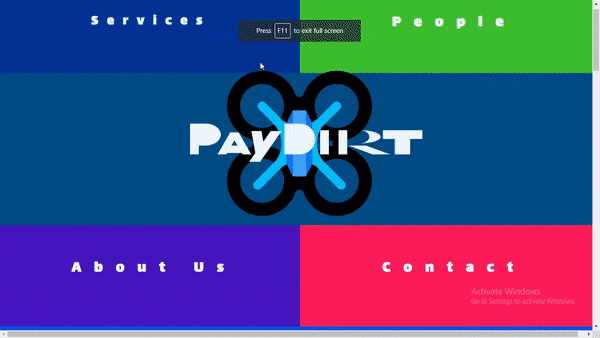 Services
People
Press F11 to exit full screen
PayDirt
About Us
Contact
Activate Windows
Go to Settings to activate Windows.